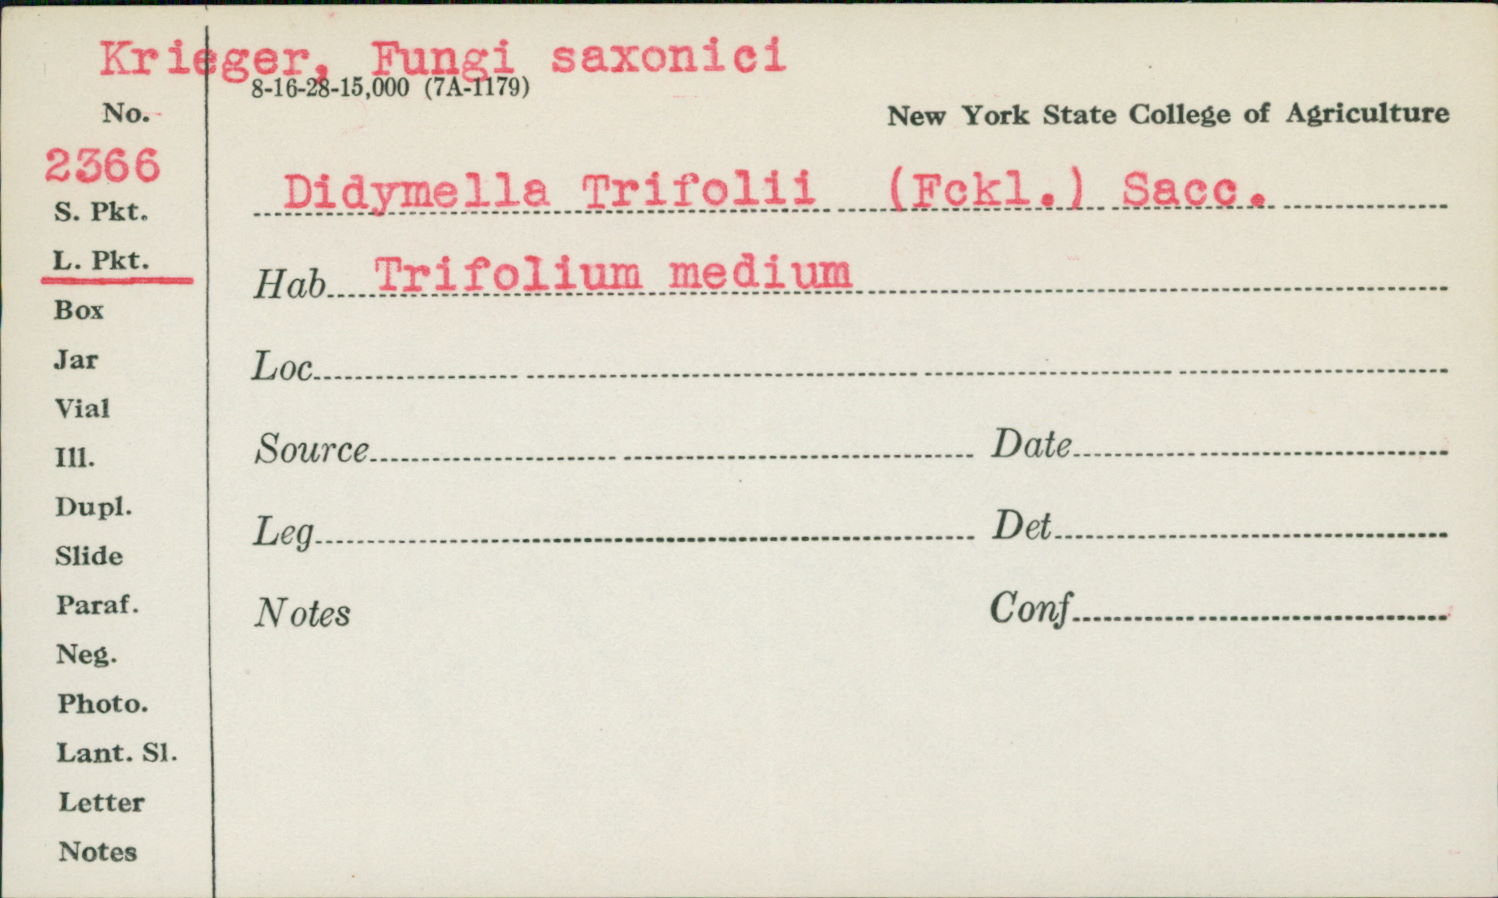 Krieger, Fungi saxonici
8-16-28-15,000 (7A-1179)
No.
New York State College of Agriculture
2366
Didymella Trifolii (Fckl.) Sacc.
S. Pkt.
L. Pkt.
Hab. Trifolium medium
Box
Jar
Loc.
Vial
Source
Date
Ill.
Dupl.
Leg.
Det.
Slide
Paraf.
Notes
Conf.
Neg.
Photo.
Lant. Sl.
Letter
Notes